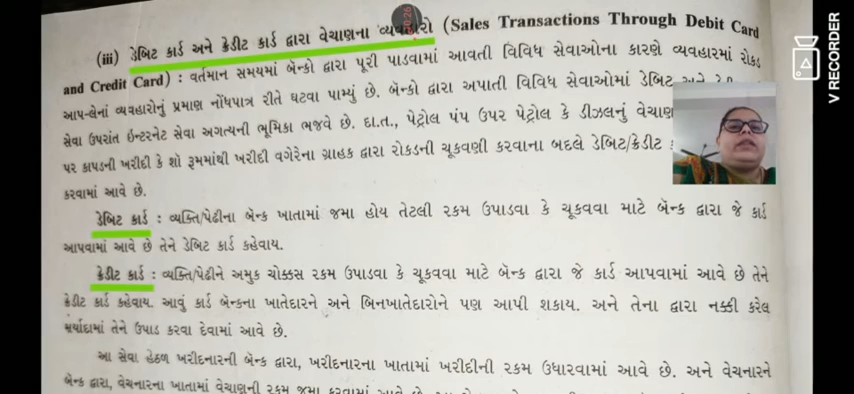 (iii) ડેબિટ કાર્ડ અને ક્રેડીટ કાર્ડ દ્વારા વેચાણના વ્યવહારો (Sales Transactions Through Debit Card
and Credit Card) : વર્તમાન સમયમાં બૅન્કો દ્વારા પૂરી પાડવામાં આવતી વિવિધ સેવાઓના કારણે વ્યવહારમાં રોકડ
આપ-લેનાં વ્યવહારોનું પ્રમાણ નોંધપાત્ર રીતે ઘટવા પામ્યું છે. બૅન્કો દ્વારા અપાતી વિવિધ સેવાઓમાં ડેબિટ અને
સેવા ઉપરાંત ઇન્ટરનેટ સેવા અગત્યની ભૂમિકા ભજવે છે. દા.ત., પેટ્રોલ પંપ ઉપર પેટ્રોલ કે ડીઝલનું વેચાણ
પર કાપડની ખરીદી કે શૉ રૂમમાંથી ખરીદી વગેરેના ગ્રાહક દ્વારા રોકડની ચૂકવણી કરવાના બદલે ડેબિટ/ક્રેડીટ
કરવામાં આવે છે.
ડેબિટ કાર્ડ : વ્યક્તિ/પેઢીના બૅન્ક ખાતામાં જમા હોય તેટલી રકમ ઉપાડવા કે ચૂકવવા માટે બૅન્ક દ્વારા જે કાર્ડ
આપવામાં આવે છે તેને ડેબિટ કાર્ડ કહેવાય.
ક્રેડીટ કાર્ડ : વ્યક્તિ/પેઢીને અમુક ચોક્કસ રકમ ઉપાડવા કે ચૂકવવા માટે બૅન્ક દ્વારા જે કાર્ડ આપવામાં આવે છે તેને
ક્રેડીટ કાર્ડ કહેવાય. આવું કાર્ડ બૅન્કના ખાતેદારને અને બિનખાતેદારોને પણ આપી શકાય. અને તેના દ્વારા નક્કી કરેલ
મર્યાદામાં તેને ઉપાડ કરવા દેવામાં આવે છે.
આ સેવા હેઠળ ખરીદનારની બૅન્ક દ્વારા, ખરીદનારના ખાતામાં ખરીદીની રકમ ઉધારવામાં આવે છે. અને વેચનારને
બૅન્ક દ્વારા, વેચનારના ખાતામાં વેચાણની રકમ જમા કરવામાં આવે છે.
V RECORDER